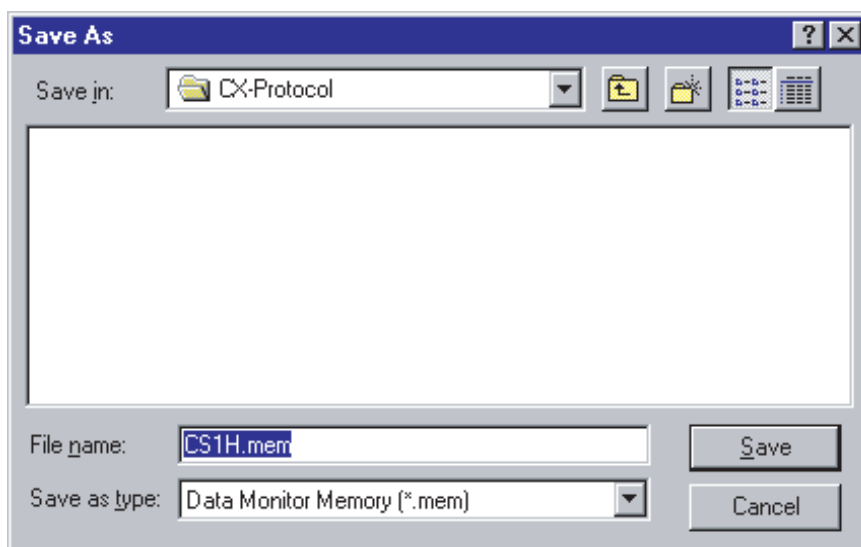 Save As
Save in: CX-Protocol
File name: CS1H.mem
Save
Save as type: Data Monitor Memory (*.mem)
Cancel